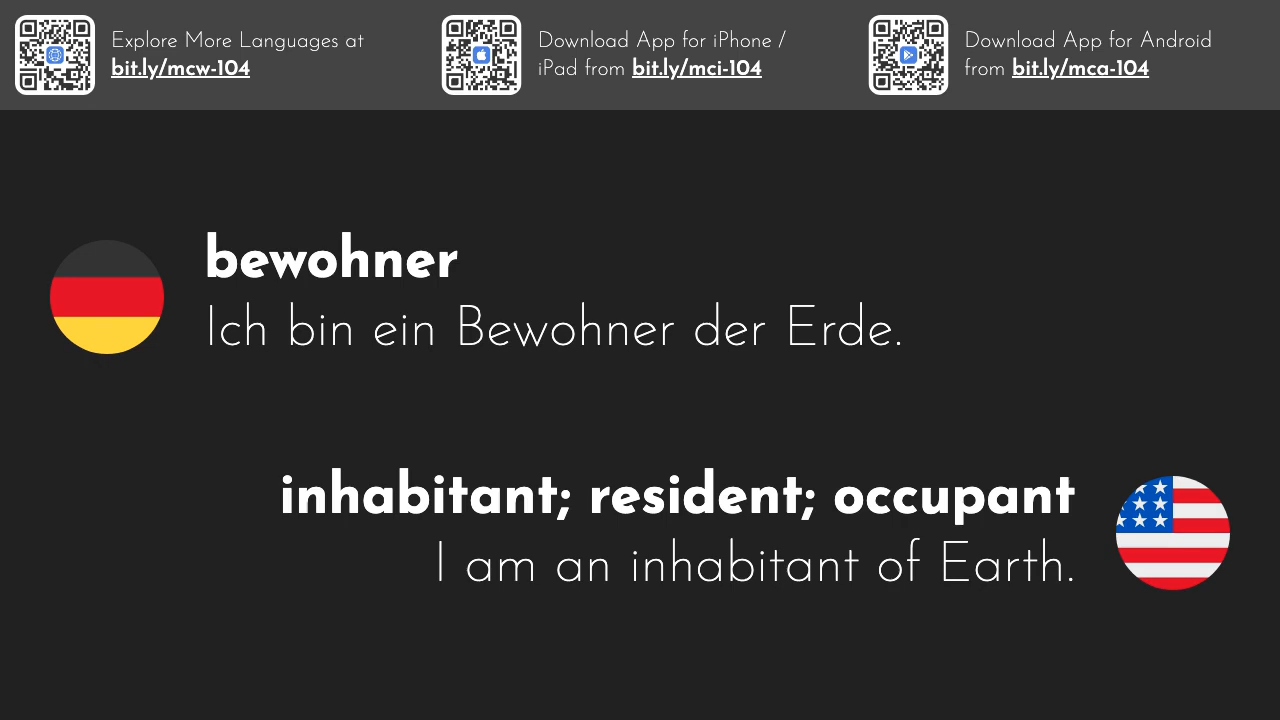 Explore More Languages at
bit.ly/mcw-104
Download App for iPhone /
iPad from bit.ly/mci-104
Download App for Android
from bit.ly/mca-104
bewohner
Ich bin ein Bewohner der Erde.
inhabitant; resident; occupant
I am an inhabitant of Earth.